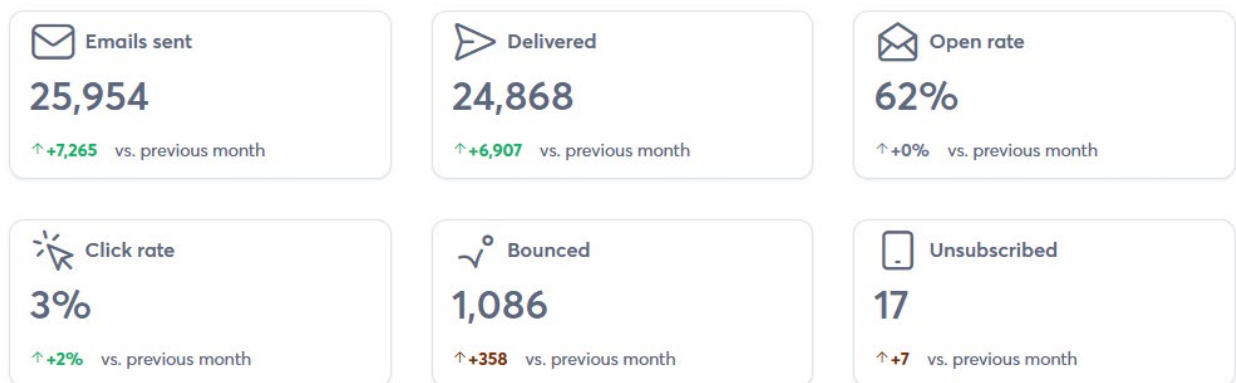 Emails sent
25,954
↑+7,265 vs. previous month
Delivered
24,868
↑+6,907 vs. previous month
Open rate
62%
↑+0% vs. previous month
Click rate
3%
↑+2% vs. previous month
Bounced
1,086
↑+358 vs. previous month
Unsubscribed
17
↑+7 vs. previous month